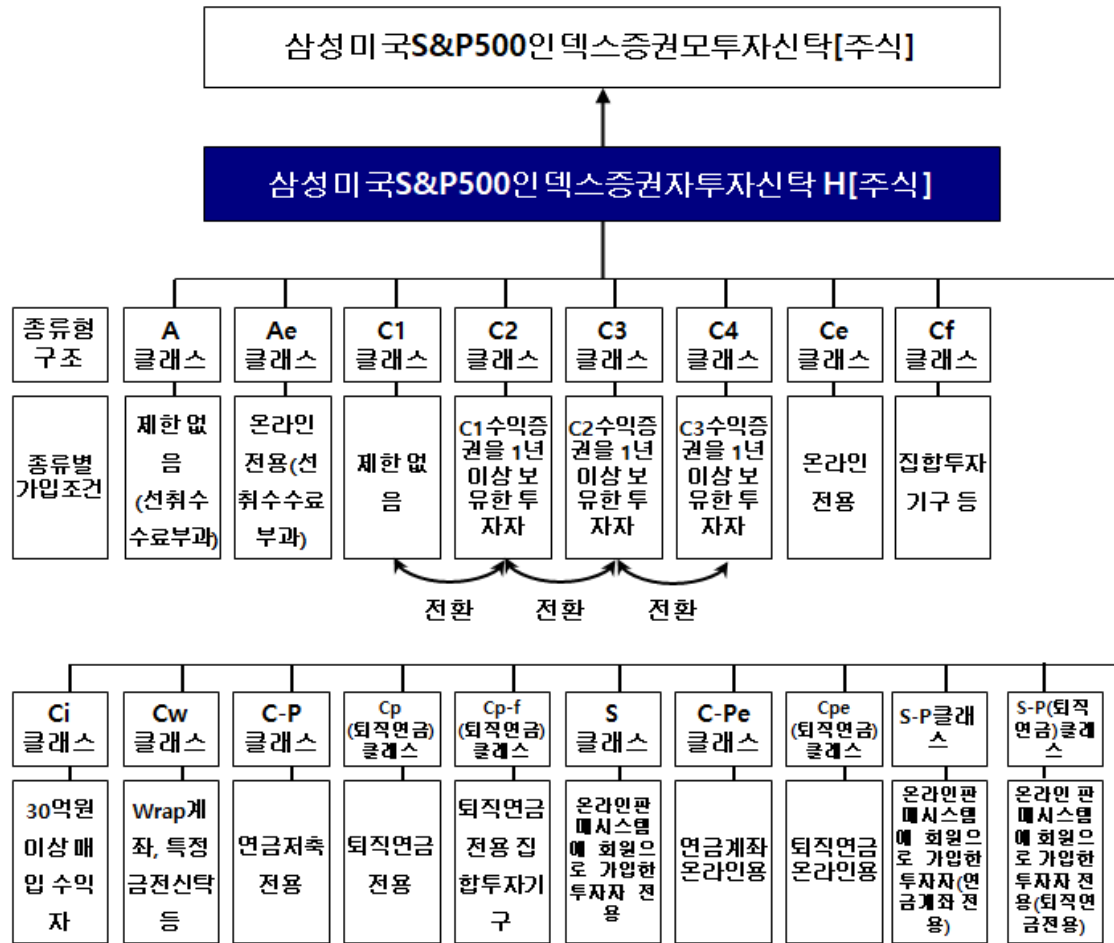 삼성미국S&P500인덱스증권모투자신탁[주식]
삼성미국S&P500인덱스증권자투자신탁 H[주식]
종류형
구조
A
클래스
Ae
클래스
C1
클래스
C2
클래스
C3
클래스
C4
클래스
Ce
클래스
Cf
클래스
종류별
가입조건
제한 없
음
(선취수
수료부과)
온라인
전용(선
취수수료
부과)
제한 없
음
C1수익증
권을 1년
이상 보
유한 투
자자
C2수익증
권을 1년
이상 보
유한 투
자자
C3수익증
권을 1년
이상 보
유한 투
자자
온라인
전용
집합투자
기구 등
전환
전환
전환
Ci
클래스
Cw
클래스
C-P
클래스
Cp
(퇴직연금)
클래스
Cp-f
(퇴직연금)
클래스
S
클래스
C-Pe
클래스
Cpe
(퇴직연금)
클래스
S-P클래
스
S-P(퇴직
연금)클래
스
30억원
이상 매
입 수익
자
Wrap계
좌, 특정
금전신탁
등
연금저축
전용
퇴직연금
전용
퇴직연금
전용 집
합투자기
구
온라인판
매시스템
에 회원으
로 가입한
투자자 전
용
연금계좌
온라인용
퇴직연금
온라인용
온라인판
매시스템
에 회원으
로 가입한
투자자(연
금계좌 전
용)
온라인 판
매시스템
에 회원으
로 가입한
투자자 전
용(퇴직연
금전용)